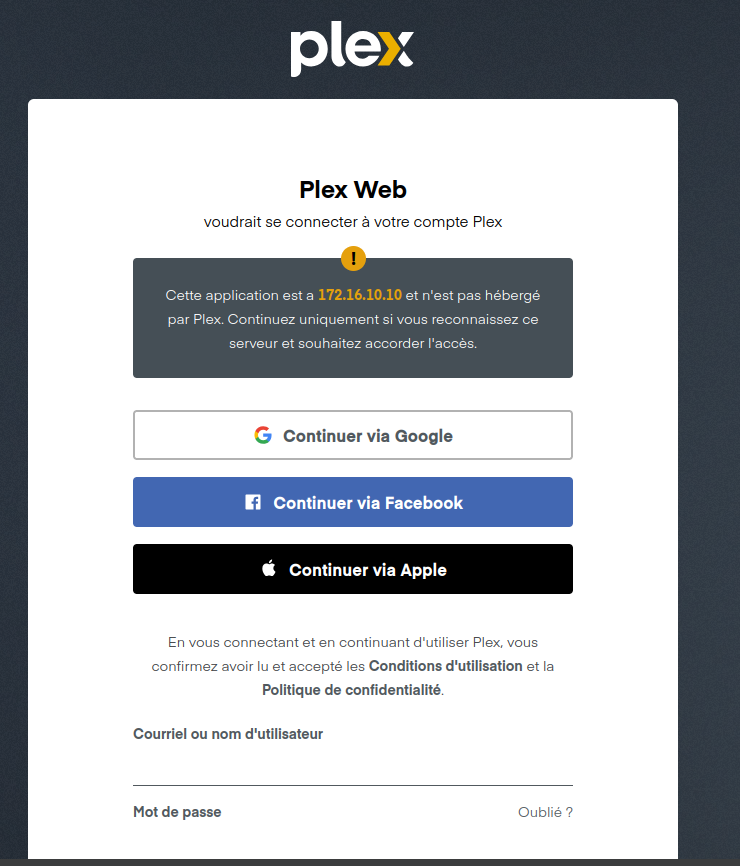 plex
Plex Web
voudrait se connecter à votre compte Plex
!
Cette application est a 172.16.10.10 et n'est pas hébergé
par Plex. Continuez uniquement si vous reconnaissez ce
serveur et souhaitez accorder l'accès.
Continuer via Google
Continuer via Facebook
Continuer via Apple
En vous connectant et en continuant d'utiliser Plex, vous
confirmez avoir lu et accepté les Conditions d'utilisation et la
Politique de confidentialité.
Courriel ou nom d'utilisateur
Mot de passe Oublié ?